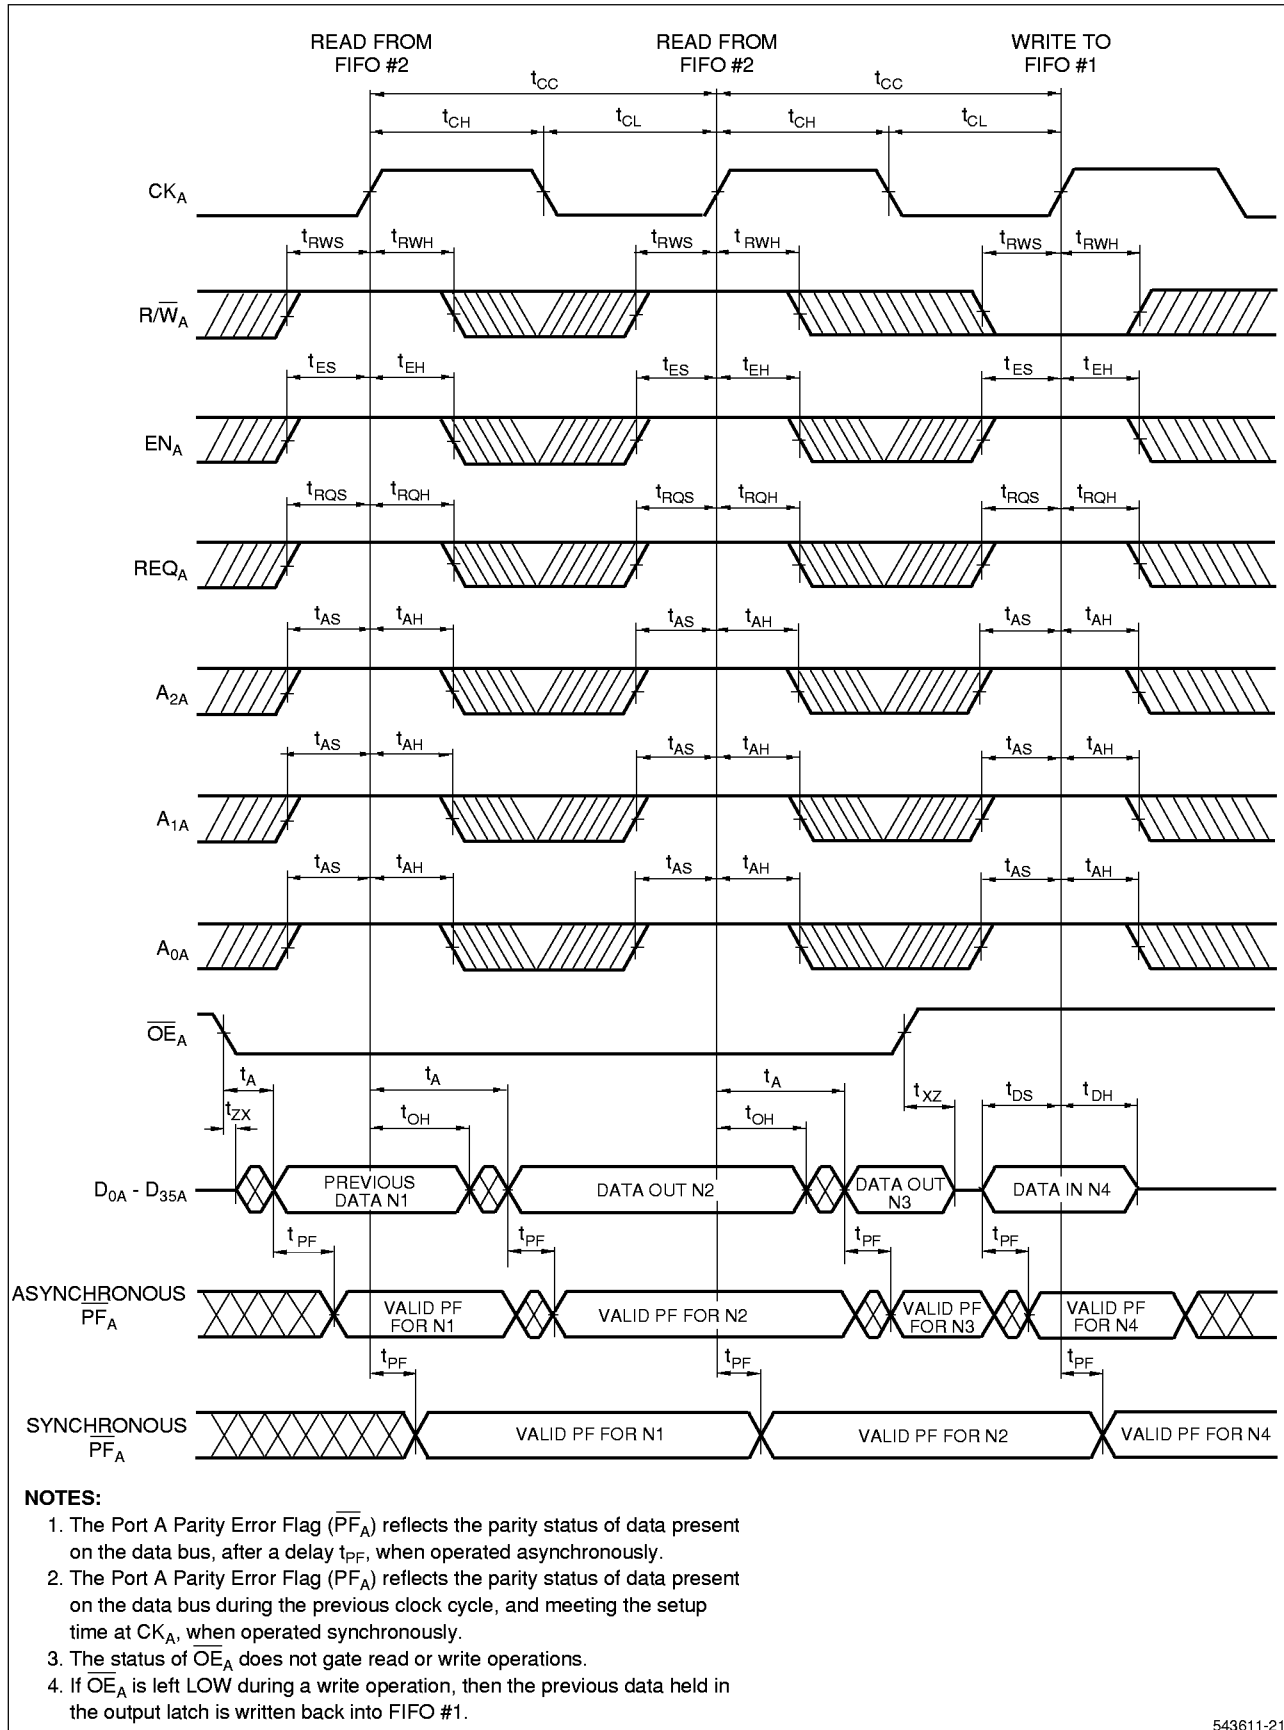 READ FROM FIFO #2
READ FROM FIFO #2
WRITE TO FIFO #1
tCC tCC
tCH tCL tCH tCL
CKA
tRWS tRWH tRWS tRWH tRWS tRWH
R/W̅A
tES tEH tES tEH tES tEH
ENA
tRQS tRQH tRQS tRQH tRQS tRQH
REQA
tAS tAH tAS tAH tAS tAH
A2A
tAS tAH tAS tAH tAS tAH
A1A
tAS tAH tAS tAH tAS tAH
A0A
O̅E̅A
tA tA tA
tXZ tDS tDH
tZX tOH tOH
D0A - D35A
PREVIOUS DATA N1
DATA OUT N2
DATA OUT N3
DATA IN N4
tPF tPF tPF tPF
ASYNCHRONOUS
P̅F̅A
VALID PF FOR N1
VALID PF FOR N2
VALID PF FOR N3
VALID PF FOR N4
tPF tPF tPF
SYNCHRONOUS
P̅F̅A
VALID PF FOR N1
VALID PF FOR N2
VALID PF FOR N4
NOTES:
1. The Port A Parity Error Flag (P̅F̅A) reflects the parity status of data present
on the data bus, after a delay tPF, when operated asynchronously.
2. The Port A Parity Error Flag (PFA) reflects the parity status of data present
on the data bus during the previous clock cycle, and meeting the setup
time at CKA, when operated synchronously.
3. The status of O̅E̅A does not gate read or write operations.
4. If O̅E̅A is left LOW during a write operation, then the previous data held in
the output latch is written back into FIFO #1.
543611-21